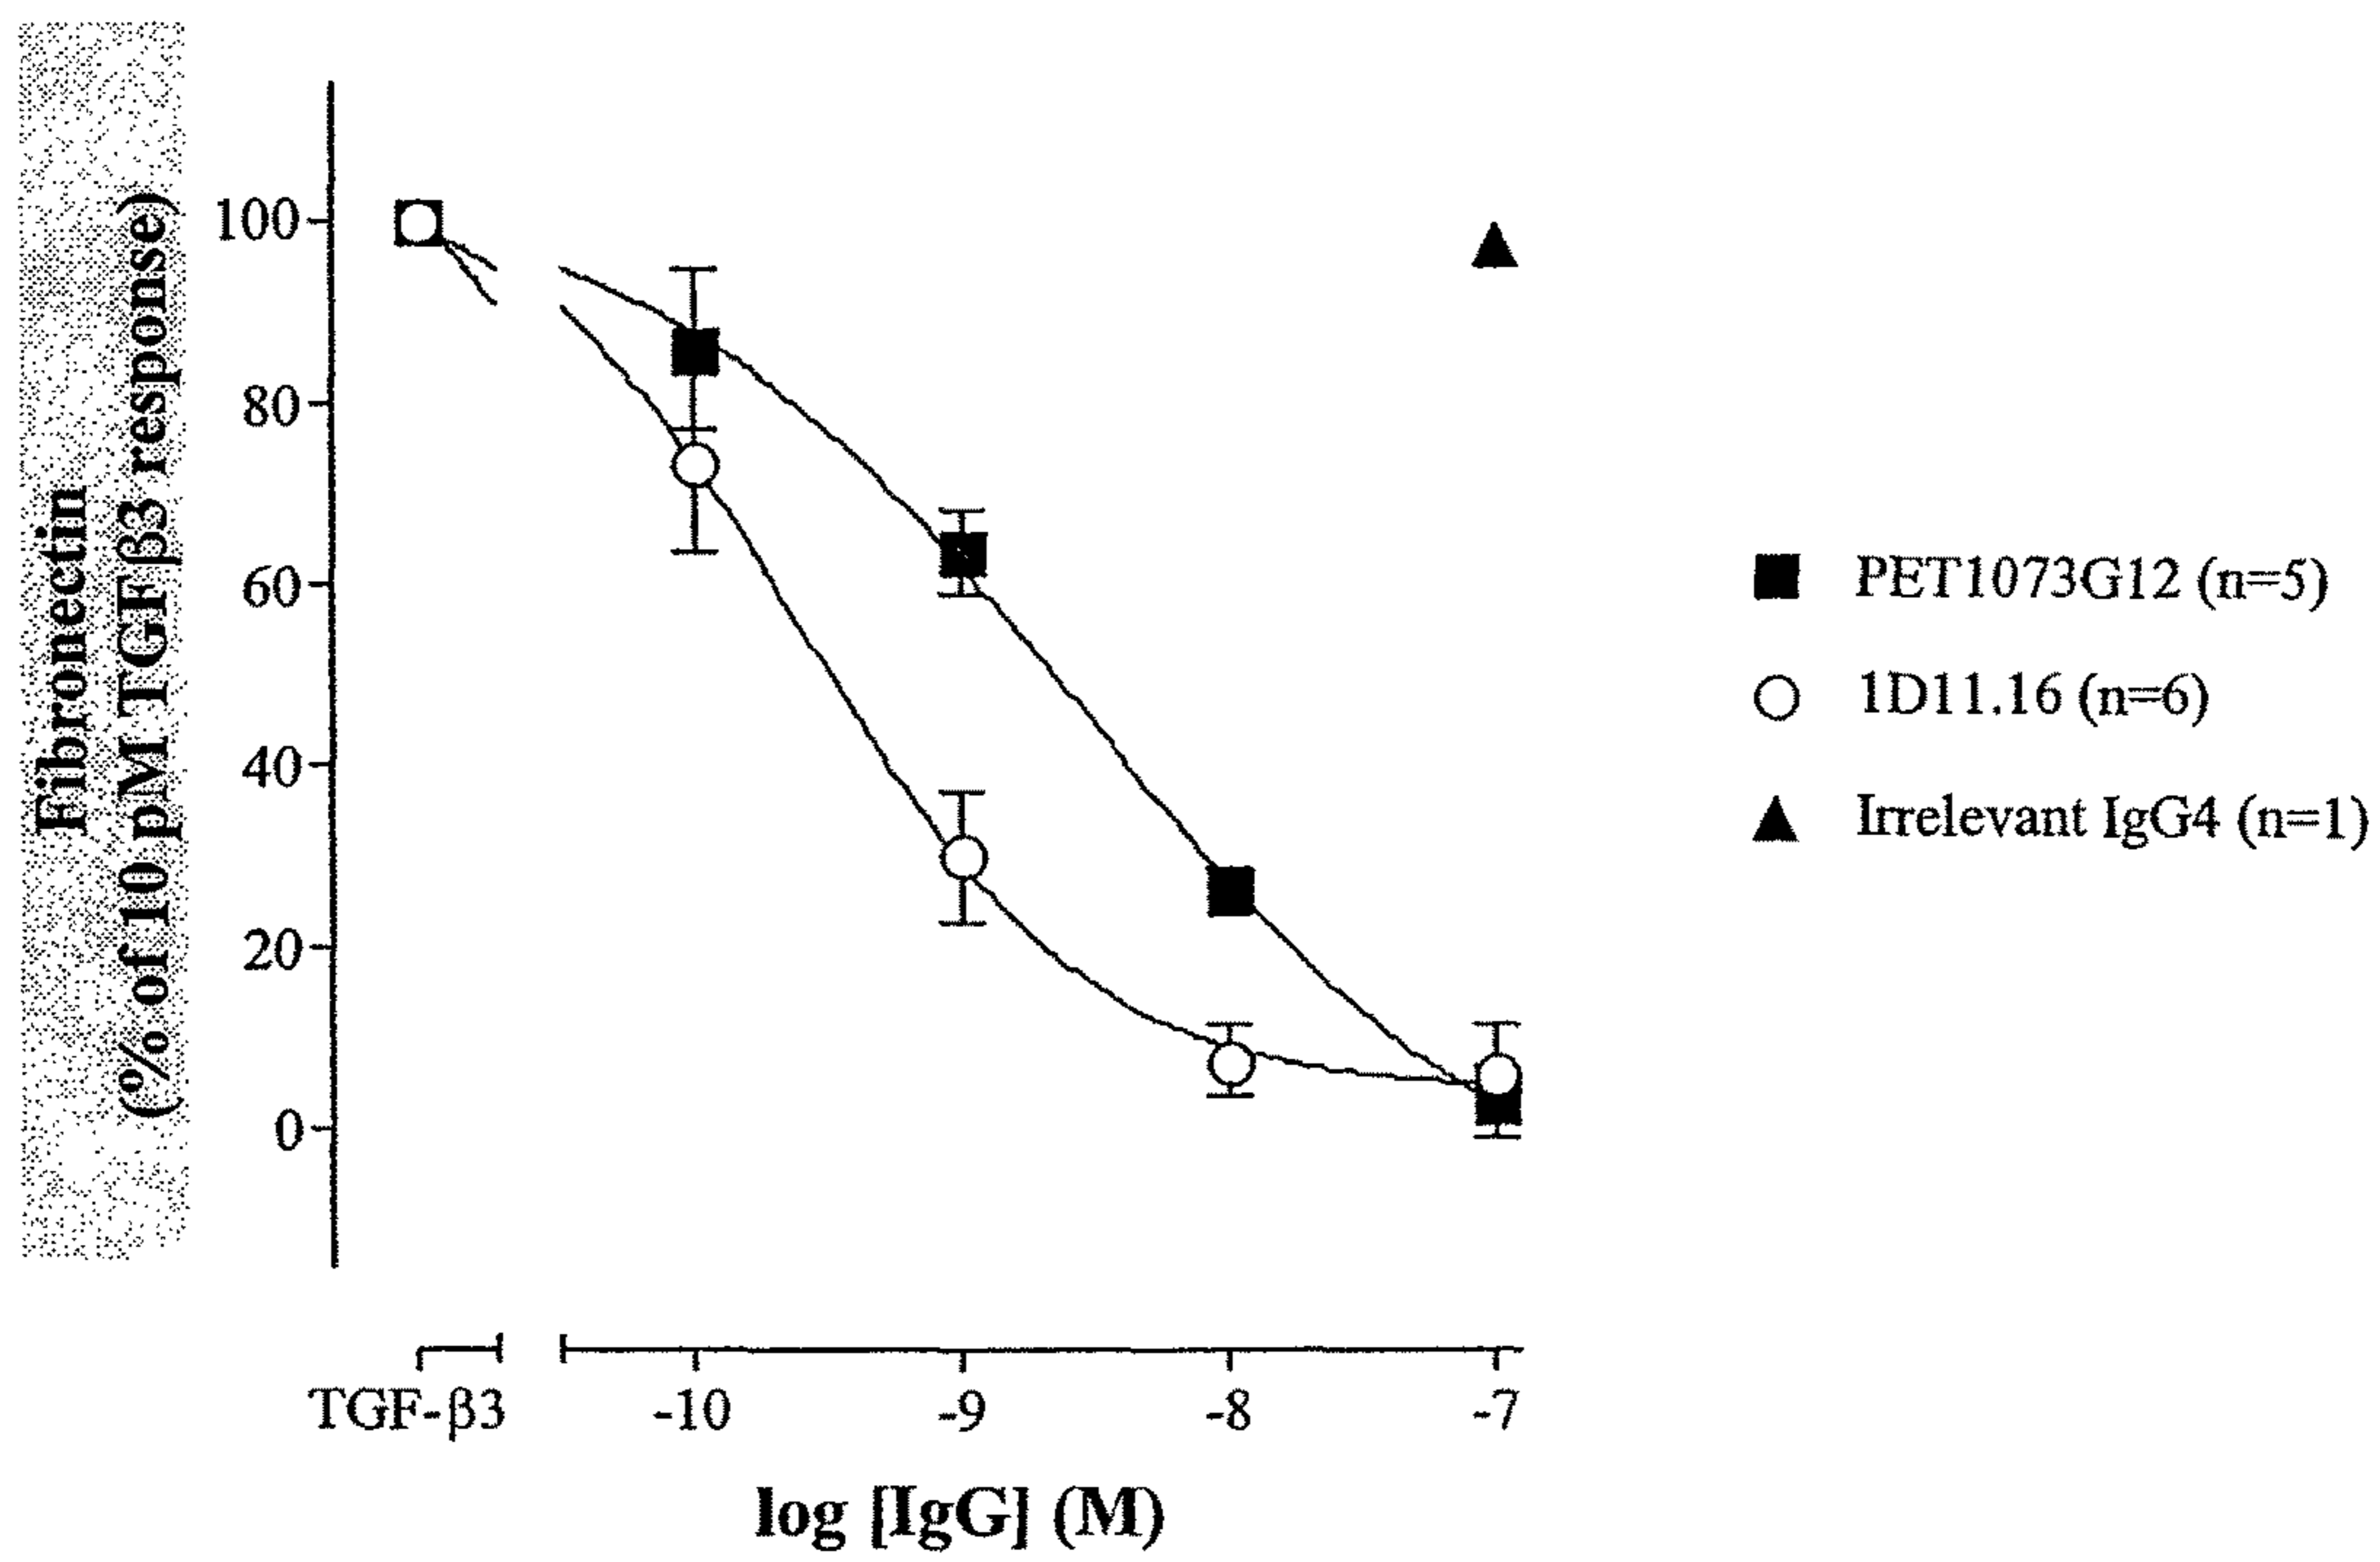 Fibronectin
(% of 10 pM TGFβ3 response)
100
80
60
40
20
0
TGF-β3
-10
-9
-8
-7
log [IgG] (M)
PET1073G12 (n=5)
1D11.16 (n=6)
Irrelevant IgG4 (n=1)